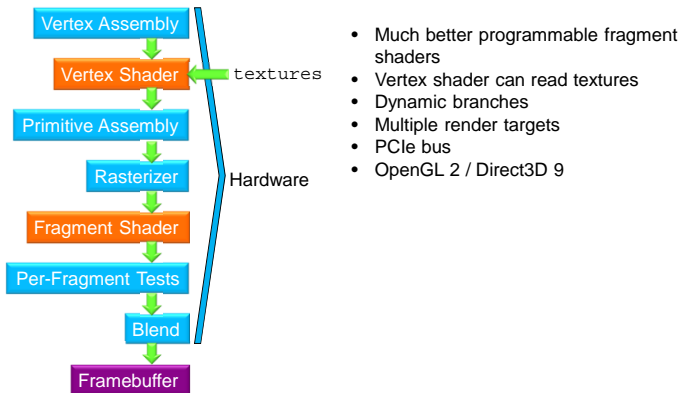 Vertex Assembly
Vertex Shader
textures
Primitive Assembly
Rasterizer
Hardware
Fragment Shader
Per-Fragment Tests
Blend
Framebuffer
• Much better programmable fragment
shaders
• Vertex shader can read textures
• Dynamic branches
• Multiple render targets
• PCIe bus
• OpenGL 2 / Direct3D 9